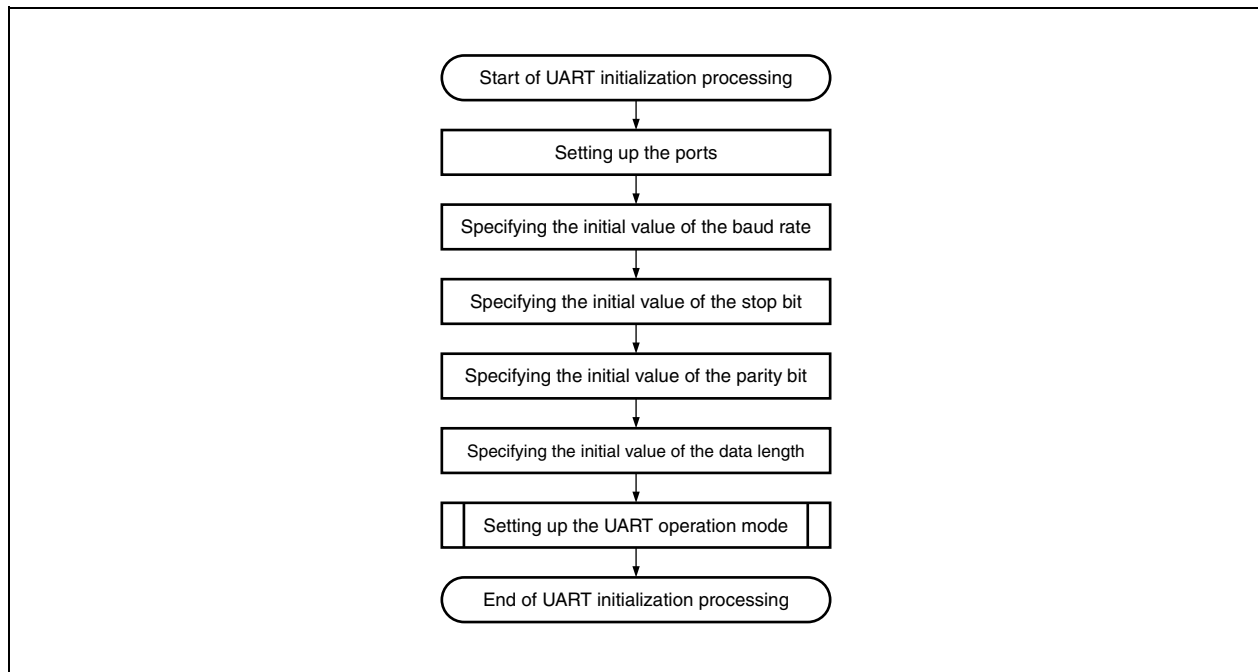 Start of UART initialization processing
Setting up the ports
Specifying the initial value of the baud rate
Specifying the initial value of the stop bit
Specifying the initial value of the parity bit
Specifying the initial value of the data length
Setting up the UART operation mode
End of UART initialization processing